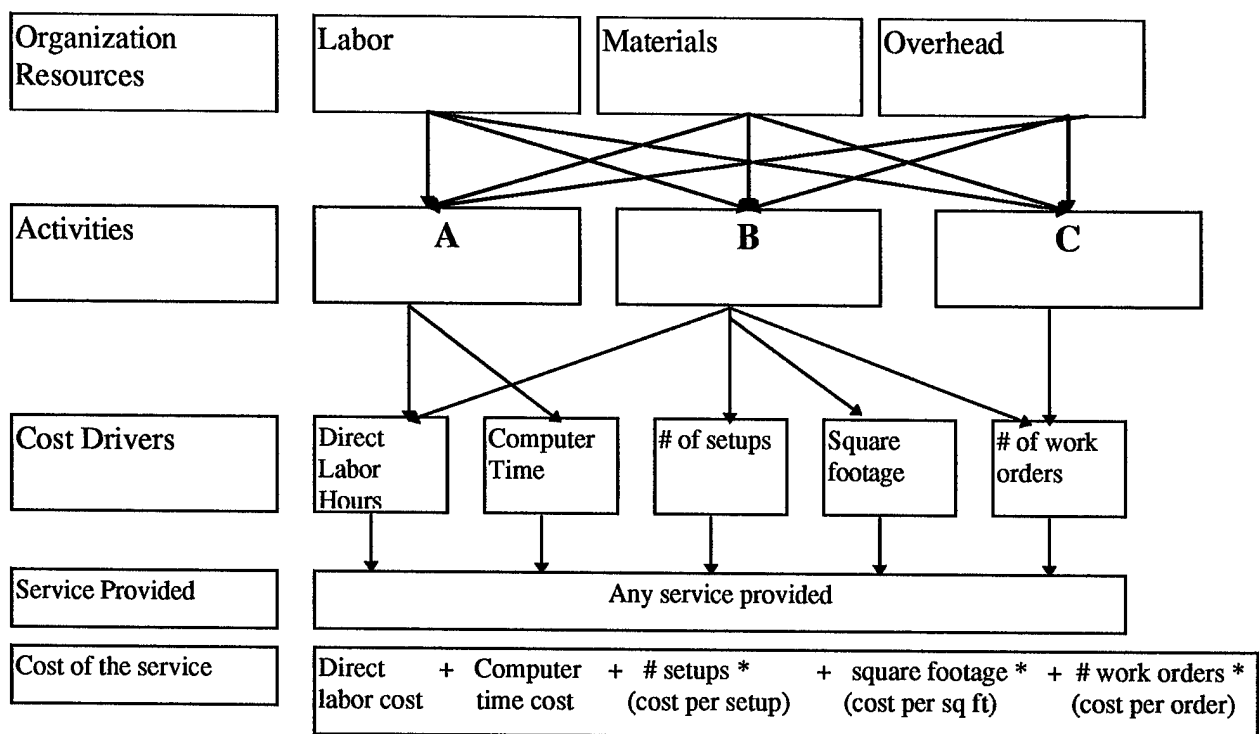 Organization
Resources
Labor
Materials
Overhead
Activities
A
B
C
Cost Drivers
Direct
Labor
Hours
Computer
Time
# of setups
Square
footage
# of work
orders
Service Provided
Any service provided
Cost of the service
Direct + Computer + # setups * + square footage * + # work orders *
labor cost time cost (cost per setup) (cost per sq ft) (cost per order)